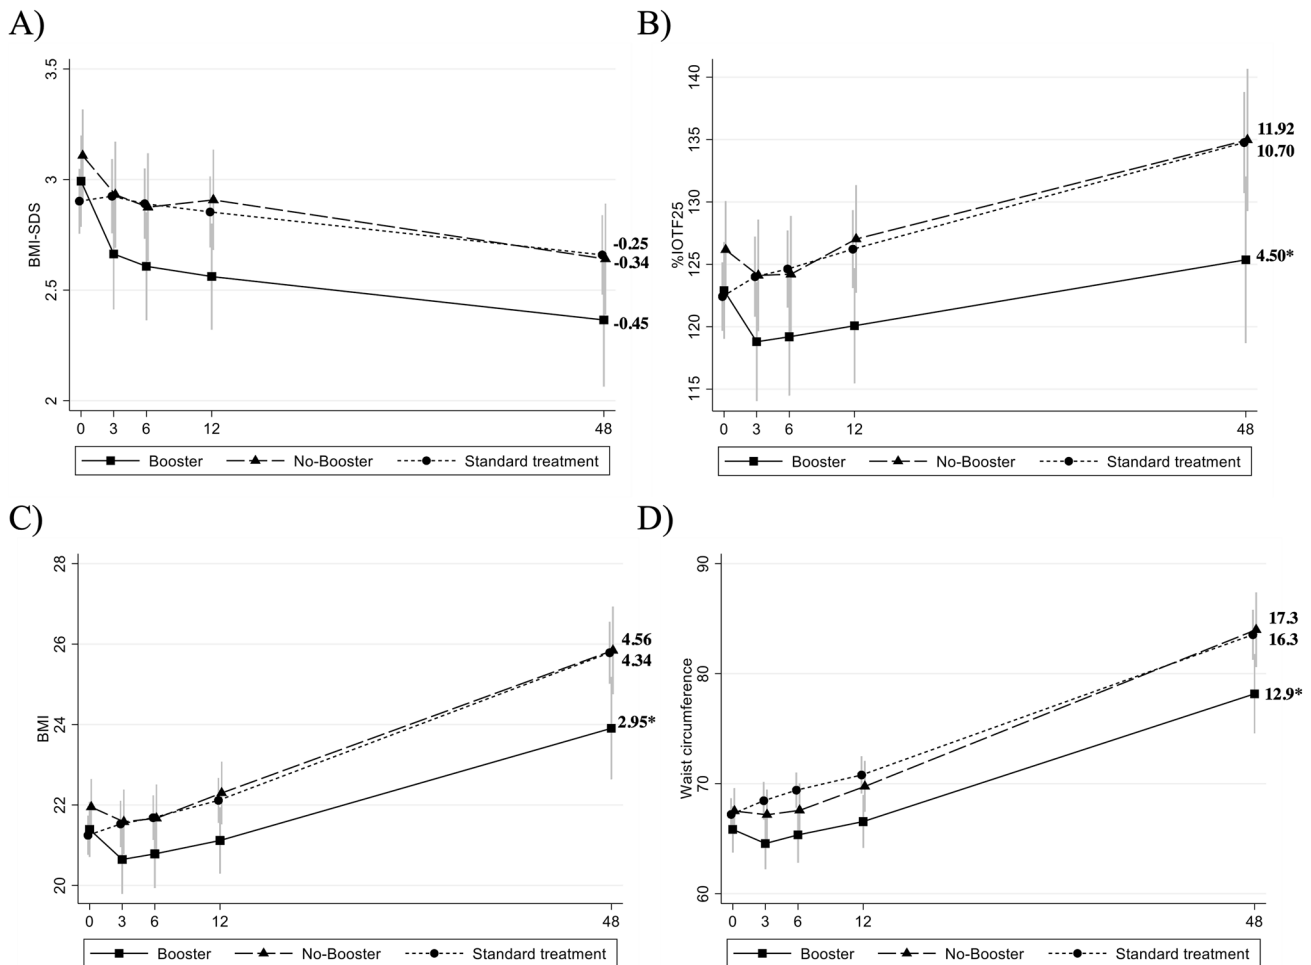 A)
BMI-SDS
3.5
3
2.5
2
-0.25
-0.34
-0.45
0 3 6 12 48
Booster No-Booster Standard treatment
B)
%IOTF25
140
135
130
125
120
115
11.92
10.70
4.50*
0 3 6 12 48
Booster No-Booster Standard treatment
C)
BMI
28
26
24
22
20
4.56
4.34
2.95*
0 3 6 12 48
Booster No-Booster Standard treatment
D)
Waist circumference
90
80
70
60
17.3
16.3
12.9*
0 3 6 12 48
Booster No-Booster Standard treatment